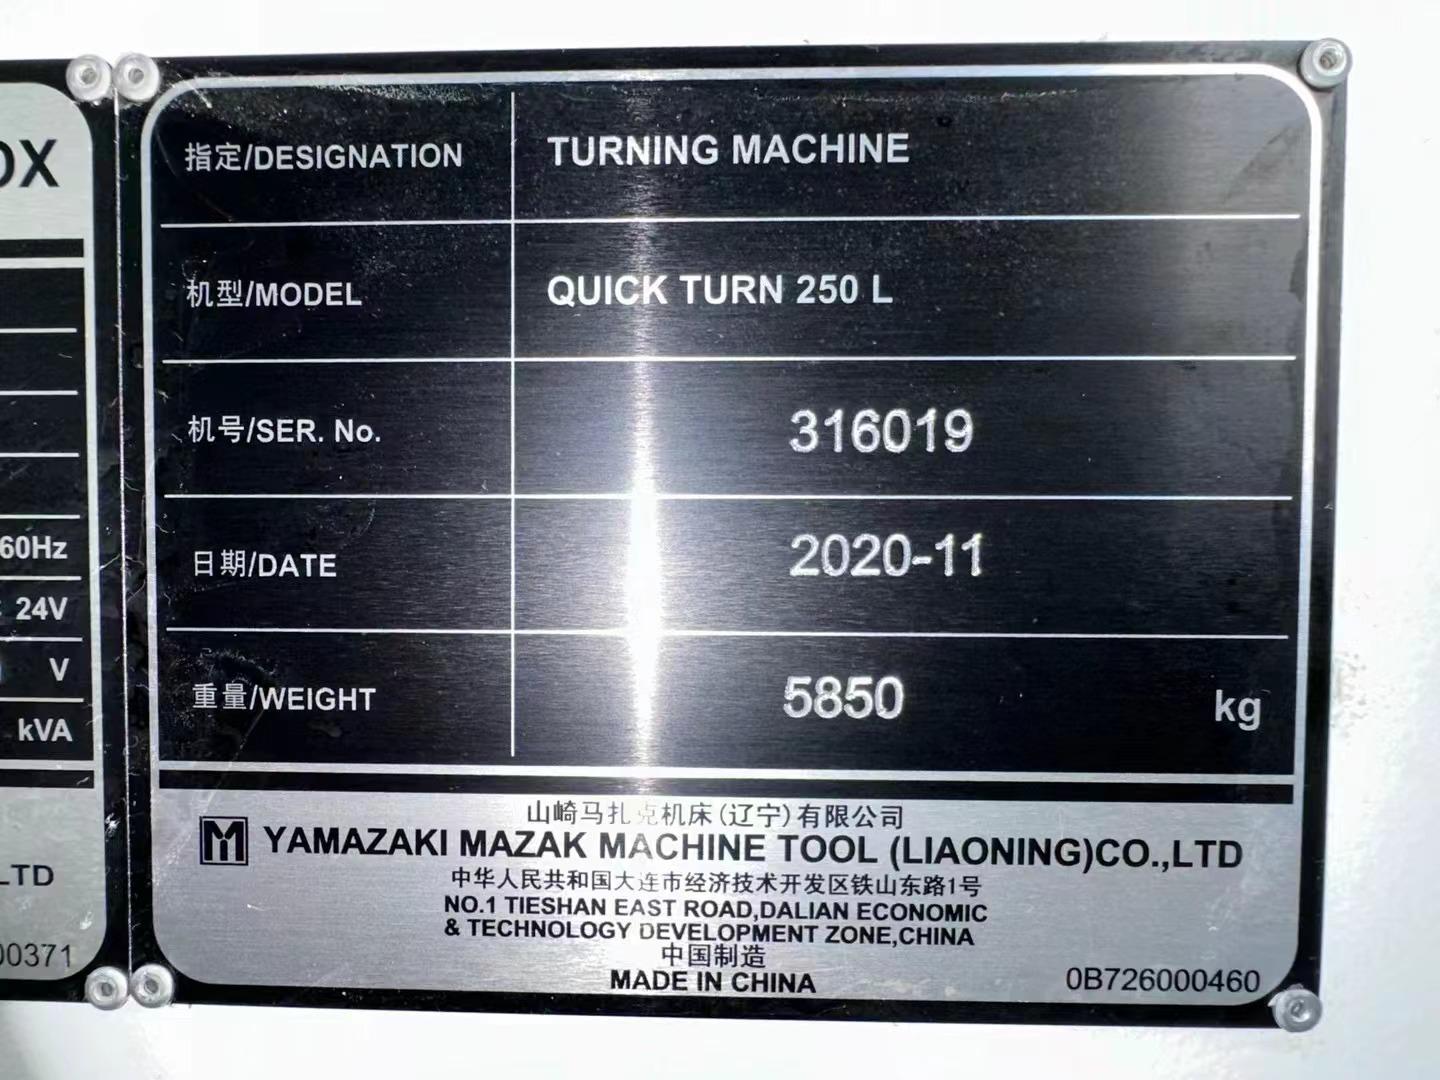 OX
60Hz
24V
V
kVA
LTD
00371
指定/DESIGNATION TURNING MACHINE
机型/MODEL QUICK TURN 250 L
机号/SER. No. 316019
日期/DATE 2020-11
重量/WEIGHT 5850 kg
山崎马扎克机床(辽宁)有限公司
YAMAZAKI MAZAK MACHINE TOOL (LIAONING)CO.,LTD
中华人民共和国大连市经济技术开发区铁山东路1号
NO.1 TIESHAN EAST ROAD,DALIAN ECONOMIC
& TECHNOLOGY DEVELOPMENT ZONE,CHINA
中国制造
MADE IN CHINA
0B726000460